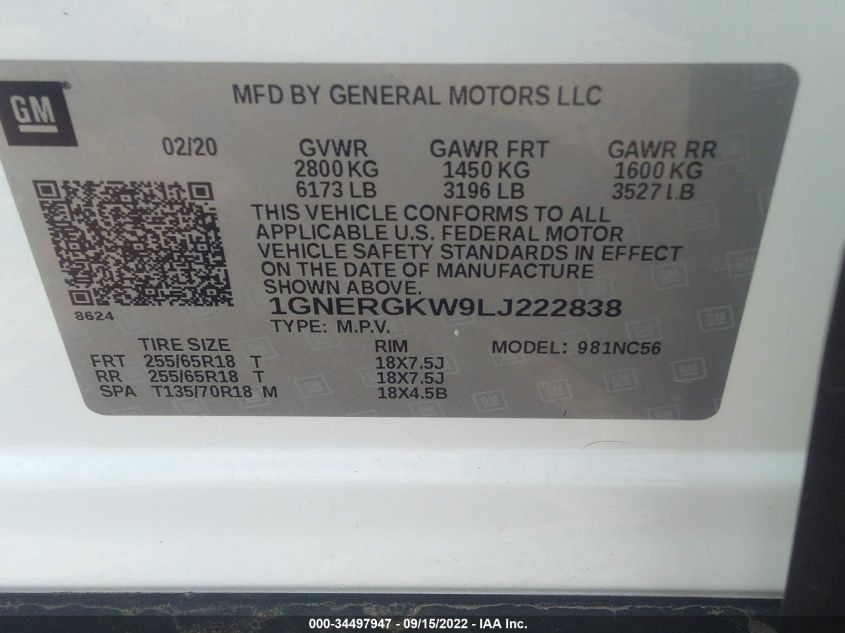 GM
MFD BY GENERAL MOTORS LLC
02/20 GVWR GAWR FRT GAWR RR
2800 KG 1450 KG 1600 KG
6173 LB 3196 LB 3527 LB
THIS VEHICLE CONFORMS TO ALL
APPLICABLE U.S. FEDERAL MOTOR
VEHICLE SAFETY STANDARDS IN EFFECT
ON THE DATE OF MANUFACTURE
SHOWN ABOVE.
8624
1GNERGKW9LJ222838
TYPE: M.P.V.
TIRE SIZE RIM MODEL: 981NC56
FRT 255/65R18 T 18X7.5J
RR 255/65R18 T 18X7.5J
SPA T135/70R18 M 18X4.5B
000-34497947 - 09/15/2022 - IAA Inc.